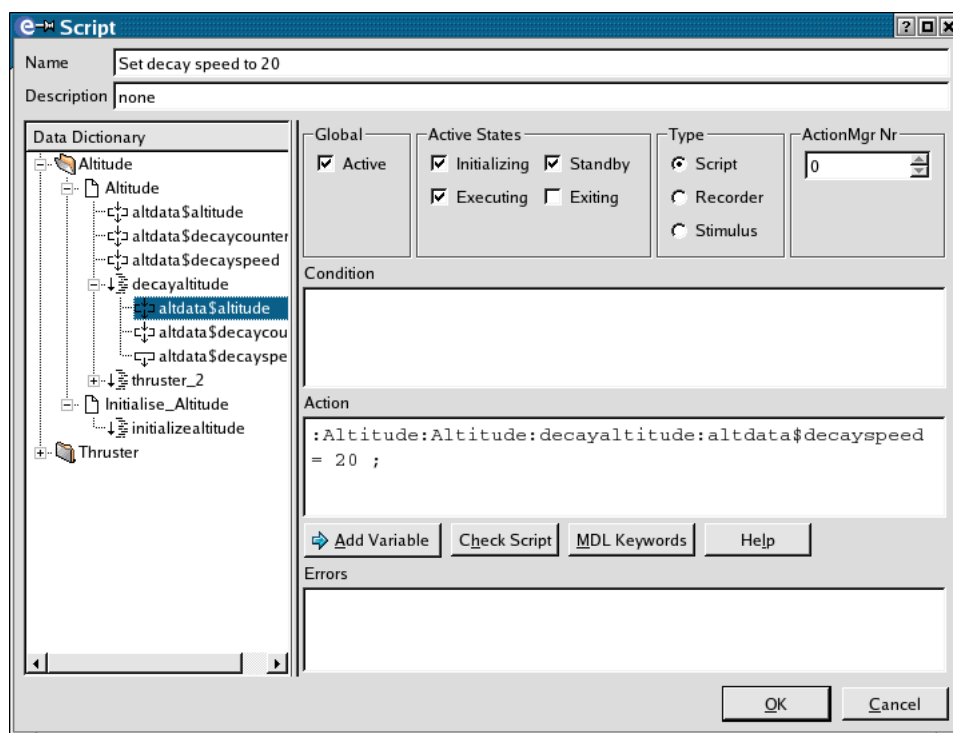 Script
Name Set decay speed to 20
Description none
Data Dictionary
Altitude
Altitude
altdata$altitude
altdata$decaycounter
altdata$decayspeed
decayaltitude
altdata$altitude
altdata$decaycou
altdata$decayspe
thruster_2
Initialise_Altitude
initializealtitude
Thruster
Global
Active
Active States
Initializing Standby
Executing Exiting
Type
Script
Recorder
Stimulus
ActionMgr Nr
0
Condition
Action
:Altitude:Altitude:decayaltitude:altdata$decayspeed
= 20 ;
Add Variable Check Script MDL Keywords Help
Errors
OK Cancel